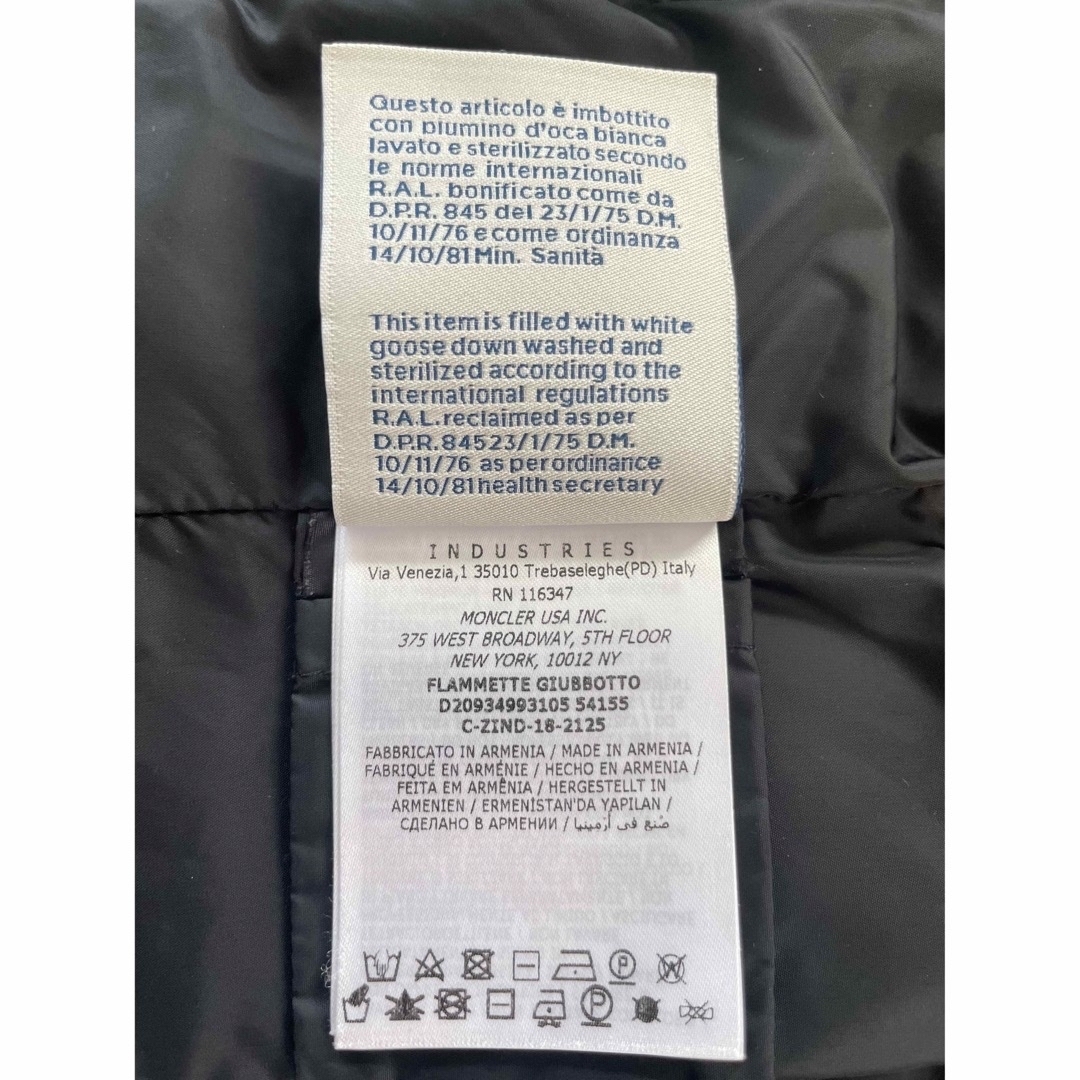 Questo articolo è imbottito
con piumino d'oca bianca
lavato e sterilizzato secondo
le norme internazionali
R.A.L. bonificato come da
D.P.R. 845 del 23/1/75 D.M.
10/11/76 e come ordinanza
14/10/81 Min. Sanità
This item is filled with white
goose down washed and
sterilized according to the
international regulations
R.A.L. reclaimed as per
D.P.R. 845 23/1/75 D.M.
10/11/76 as per ordinance
14/10/81 health secretary
INDUSTRIES
Via Venezia,1 35010 Trebaseleghe(PD) Italy
RN 116347
MONCLER USA INC.
375 WEST BROADWAY, 5TH FLOOR
NEW YORK, 10012 NY
FLAMMETTE GIUBBOTTO
D20934993105 54155
C-ZIND-18-2125
FABBRICATO IN ARMENIA / MADE IN ARMENIA /
FABRIQUÉ EN ARMÉNIE / HECHO EN ARMENIA /
FEITA EM ARMÊNIA / HERGESTELLT IN
ARMENIEN / ERMENİSTAN'DA YAPILAN /
СДЕЛАНО В АРМЕНИИ / صُنع في أرمينيا
P W
P